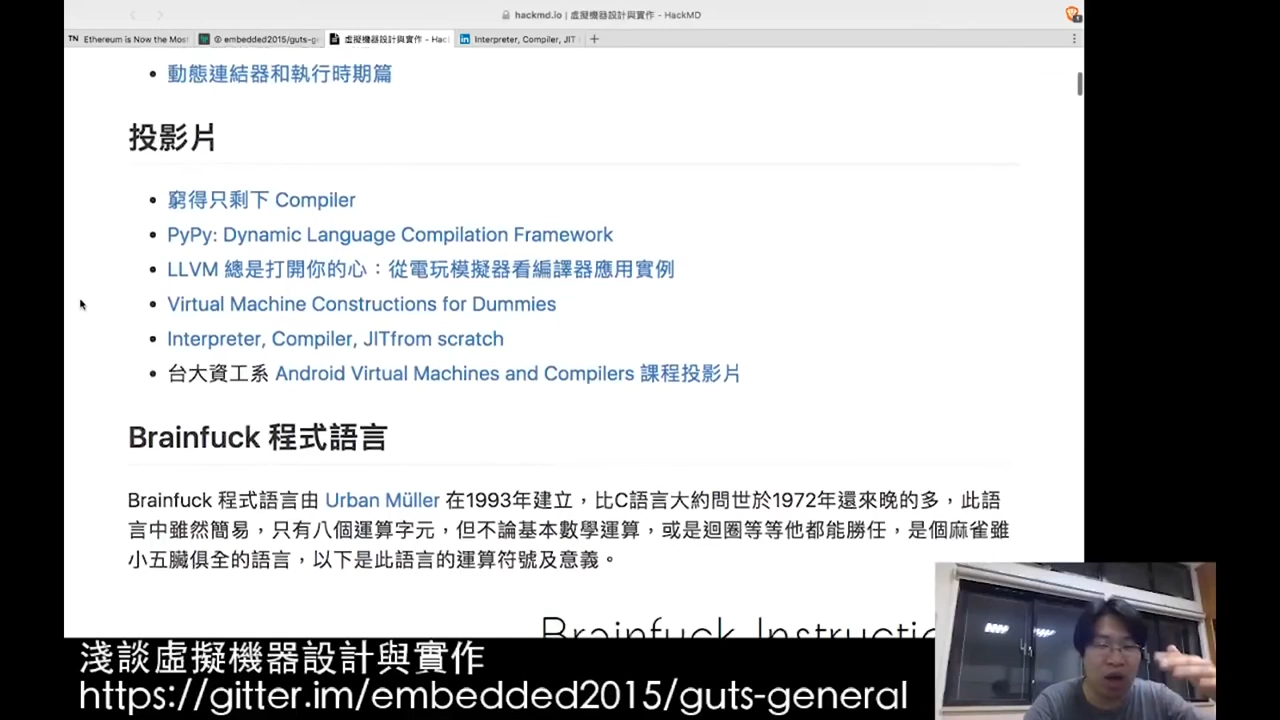 hackmd.io | 虛擬機器設計與實作 - HackMD
TN Ethereum is Now the Most
embedded2015/guts-ge
虛擬機器設計與實作 - Hac
in Interpreter, Compiler, JIT
動態連結器和執行時期篇
投影片
窮得只剩下 Compiler
PyPy: Dynamic Language Compilation Framework
LLVM 總是打開你的心：從電玩模擬器看編譯器應用實例
Virtual Machine Constructions for Dummies
Interpreter, Compiler, JITfrom scratch
台大資工系 Android Virtual Machines and Compilers 課程投影片
Brainfuck 程式語言
Brainfuck 程式語言由 Urban Müller 在1993年建立，比C語言大約問世於1972年還來晚的多，此語
言中雖然簡易，只有八個運算字元，但不論基本數學運算，或是迴圈等等他都能勝任，是個麻雀雖
小五臟俱全的語言，以下是此語言的運算符號及意義。
Brainfuck Instructio
淺談虛擬機器設計與實作
https://gitter.im/embedded2015/guts-general